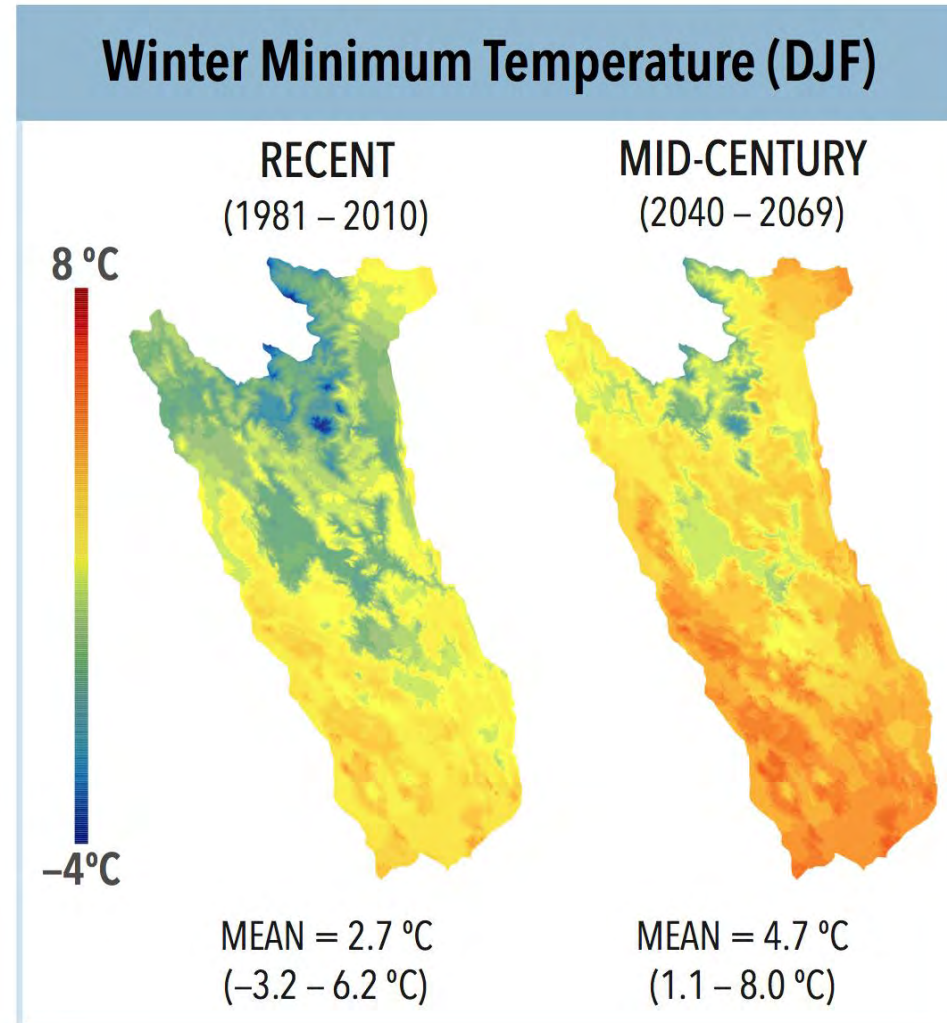 Winter Minimum Temperature (DJF)
RECENT
(1981 – 2010)
MID-CENTURY
(2040 – 2069)
8 ºC
–4ºC
MEAN = 2.7 ºC
(–3.2 – 6.2 ºC)
MEAN = 4.7 ºC
(1.1 – 8.0 ºC)